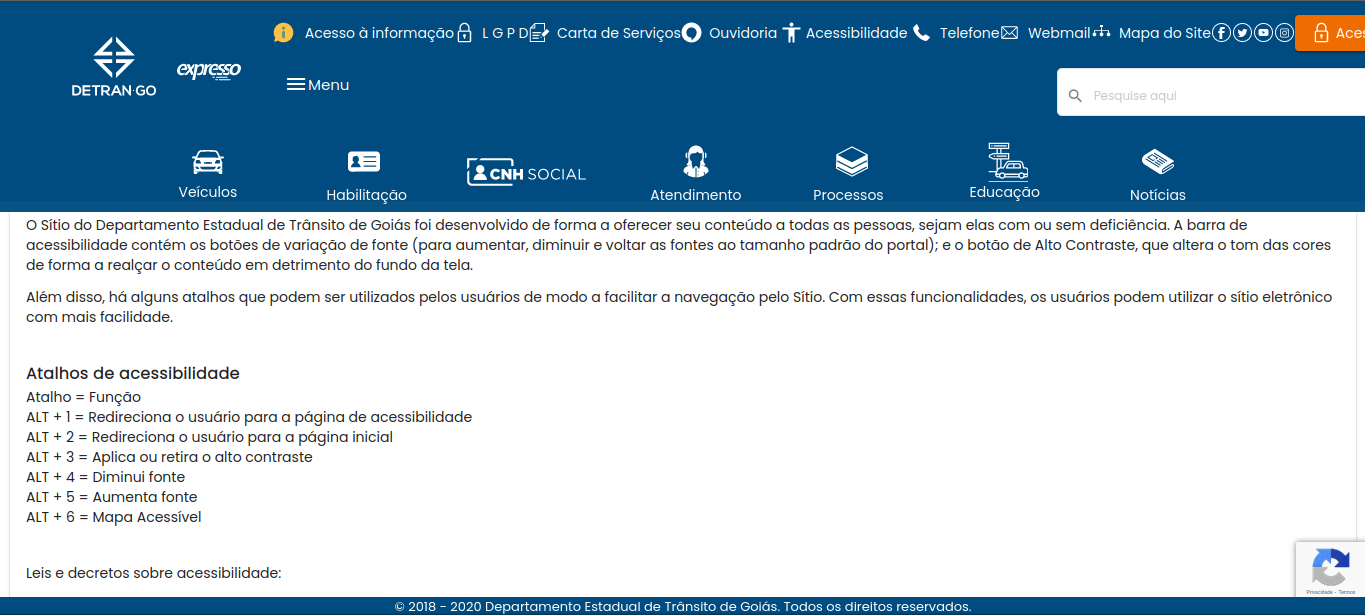 Acesso à informação L G P D Carta de Serviços Ouvidoria Acessibilidade Telefone Webmail Mapa do Site Aces
DETRAN·GO
expresso
Menu
Pesquise aqui
Veículos Habilitação CNH SOCIAL Atendimento Processos Educação Notícias
O Sítio do Departamento Estadual de Trânsito de Goiás foi desenvolvido de forma a oferecer seu conteúdo a todas as pessoas, sejam elas com ou sem deficiência. A barra de
acessibilidade contém os botões de variação de fonte (para aumentar, diminuir e voltar as fontes ao tamanho padrão do portal); e o botão de Alto Contraste, que altera o tom das cores
de forma a realçar o conteúdo em detrimento do fundo da tela.
Além disso, há alguns atalhos que podem ser utilizados pelos usuários de modo a facilitar a navegação pelo Sítio. Com essas funcionalidades, os usuários podem utilizar o sítio eletrônico
com mais facilidade.
Atalhos de acessibilidade
Atalho = Função
ALT + 1 = Redireciona o usuário para a página de acessibilidade
ALT + 2 = Redireciona o usuário para a página inicial
ALT + 3 = Aplica ou retira o alto contraste
ALT + 4 = Diminui fonte
ALT + 5 = Aumenta fonte
ALT + 6 = Mapa Acessível
Leis e decretos sobre acessibilidade:
Privacidade - Termos
© 2018 - 2020 Departamento Estadual de Trânsito de Goiás. Todos os direitos reservados.